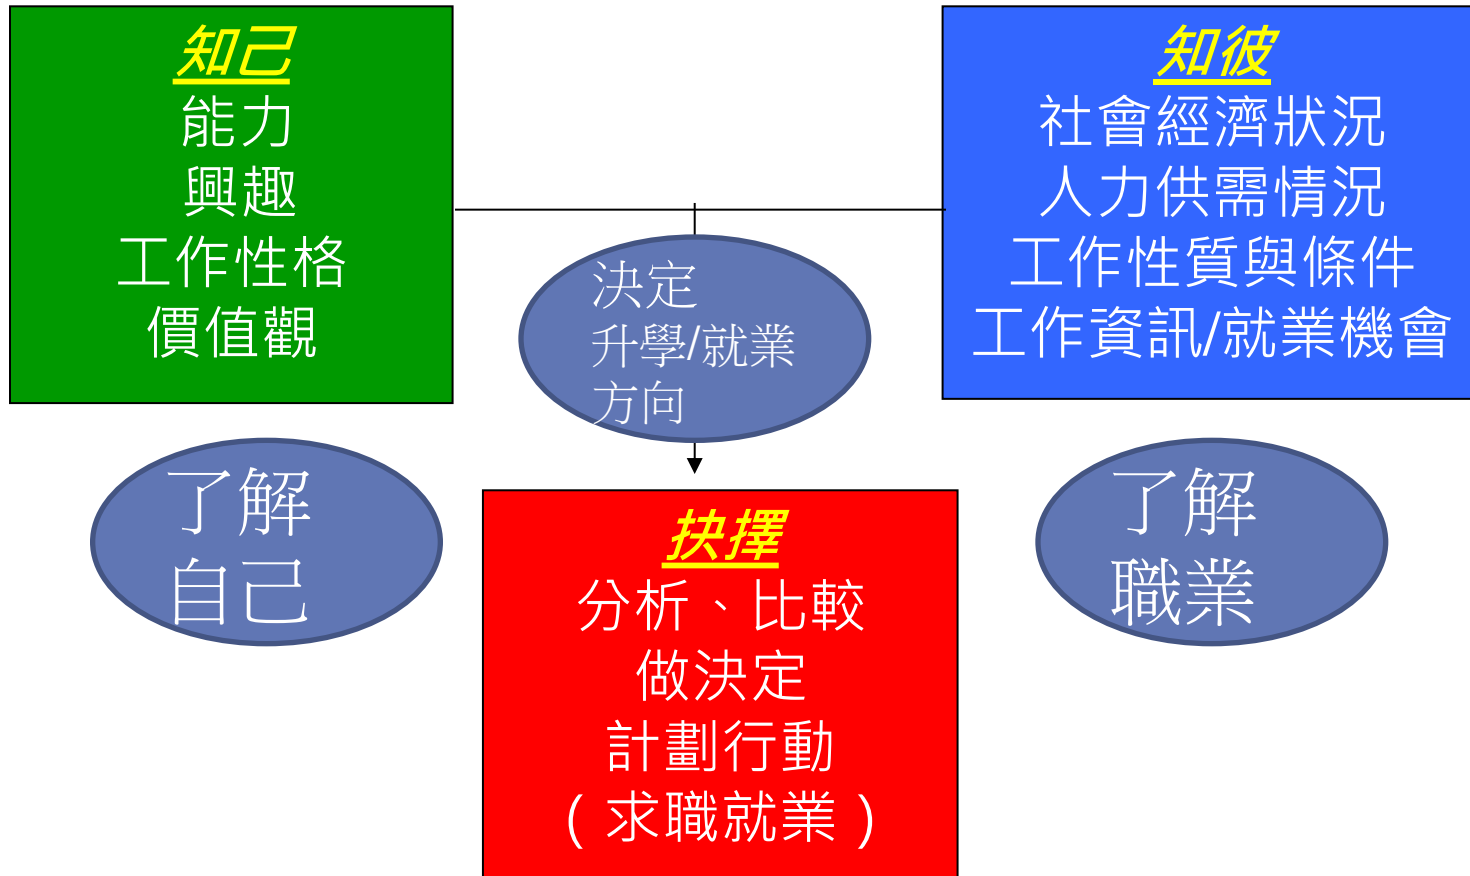 知己
能力
興趣
工作性格
價值觀
知彼
社會經濟狀況
人力供需情況
工作性質與條件
工作資訊/就業機會
決定
升學/就業
方向
了解
自己
了解
職業
抉擇
分析、比較
做決定
計劃行動
(求職就業)